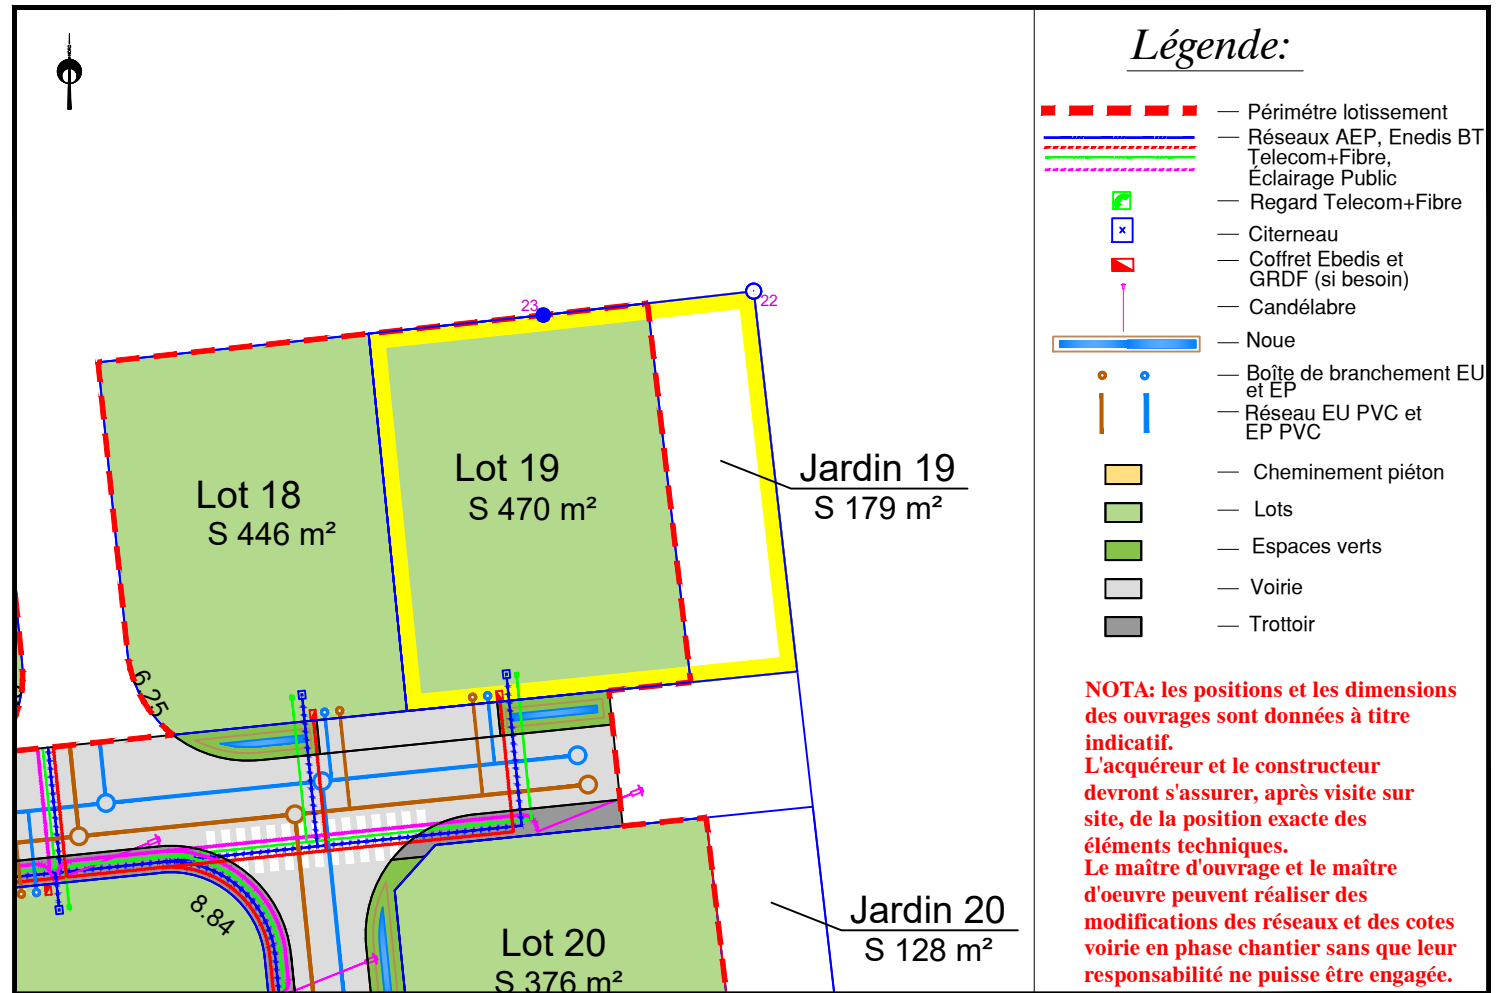 Légende:
Périmétre lotissement
Réseaux AEP, Enedis BT
Telecom+Fibre,
Éclairage Public
Regard Telecom+Fibre
Citerneau
Coffret Ebedis et
GRDF (si besoin)
Candélabre
Noue
Boîte de branchement EU
et EP
Réseau EU PVC et
EP PVC
Cheminement piéton
Lots
Espaces verts
Voirie
Trottoir
NOTA: les positions et les dimensions
des ouvrages sont données à titre
indicatif.
L'acquéreur et le constructeur
devront s'assurer, après visite sur
site, de la position exacte des
éléments techniques.
Le maître d'ouvrage et le maître
d'oeuvre peuvent réaliser des
modifications des réseaux et des cotes
voirie en phase chantier sans que leur
responsabilité ne puisse être engagée.
23
22
Lot 19
S 470 m²
Jardin 19
S 179 m²
Lot 18
S 446 m²
6.25
8.84
Lot 20
S 376 m²
Jardin 20
S 128 m²